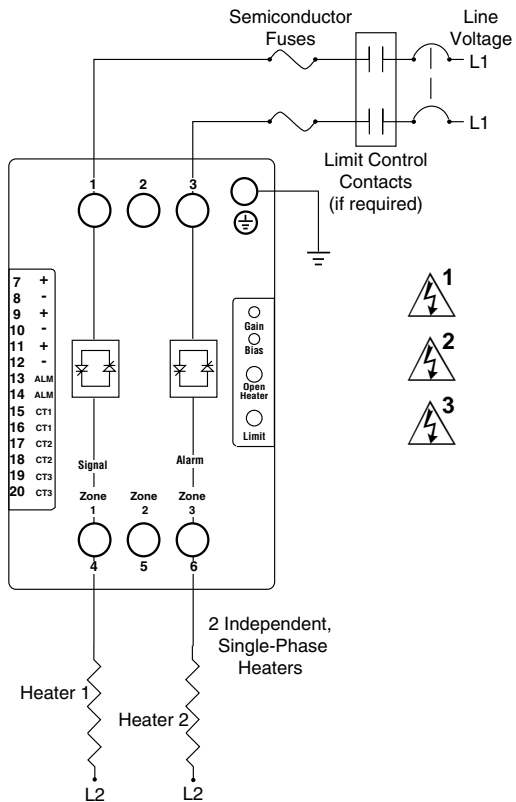 Semiconductor
Fuses
Line
Voltage
L1
L1
Limit Control
Contacts
(if required)
1 2 3
7 +
8 -
9 +
10 -
11 +
12 -
13 ALM
14 ALM
15 CT1
16 CT1
17 CT2
18 CT2
19 CT3
20 CT3
Gain
Bias
Open
Heater
Limit
1
2
3
Signal
Alarm
Zone
1
Zone
2
Zone
3
4 5 6
2 Independent,
Single-Phase
Heaters
Heater 1
Heater 2
L2
L2